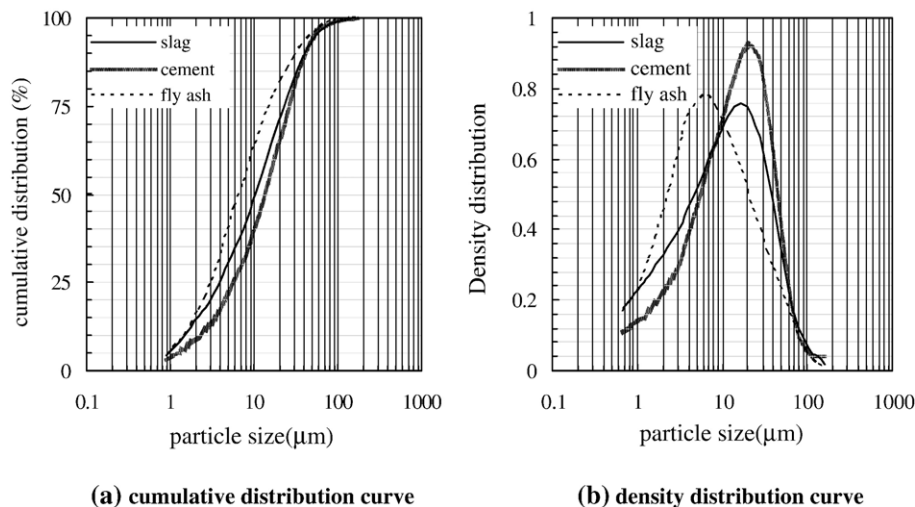 100
75
50
25
0
cumulative distribution (%)
slag
cement
fly ash
0.1 1 10 100 1000
particle size(μm)
(a) cumulative distribution curve
1
0.8
0.6
0.4
0.2
0
Density distribution
slag
cement
fly ash
0.1 1 10 100 1000
particle size(μm)
(b) density distribution curve